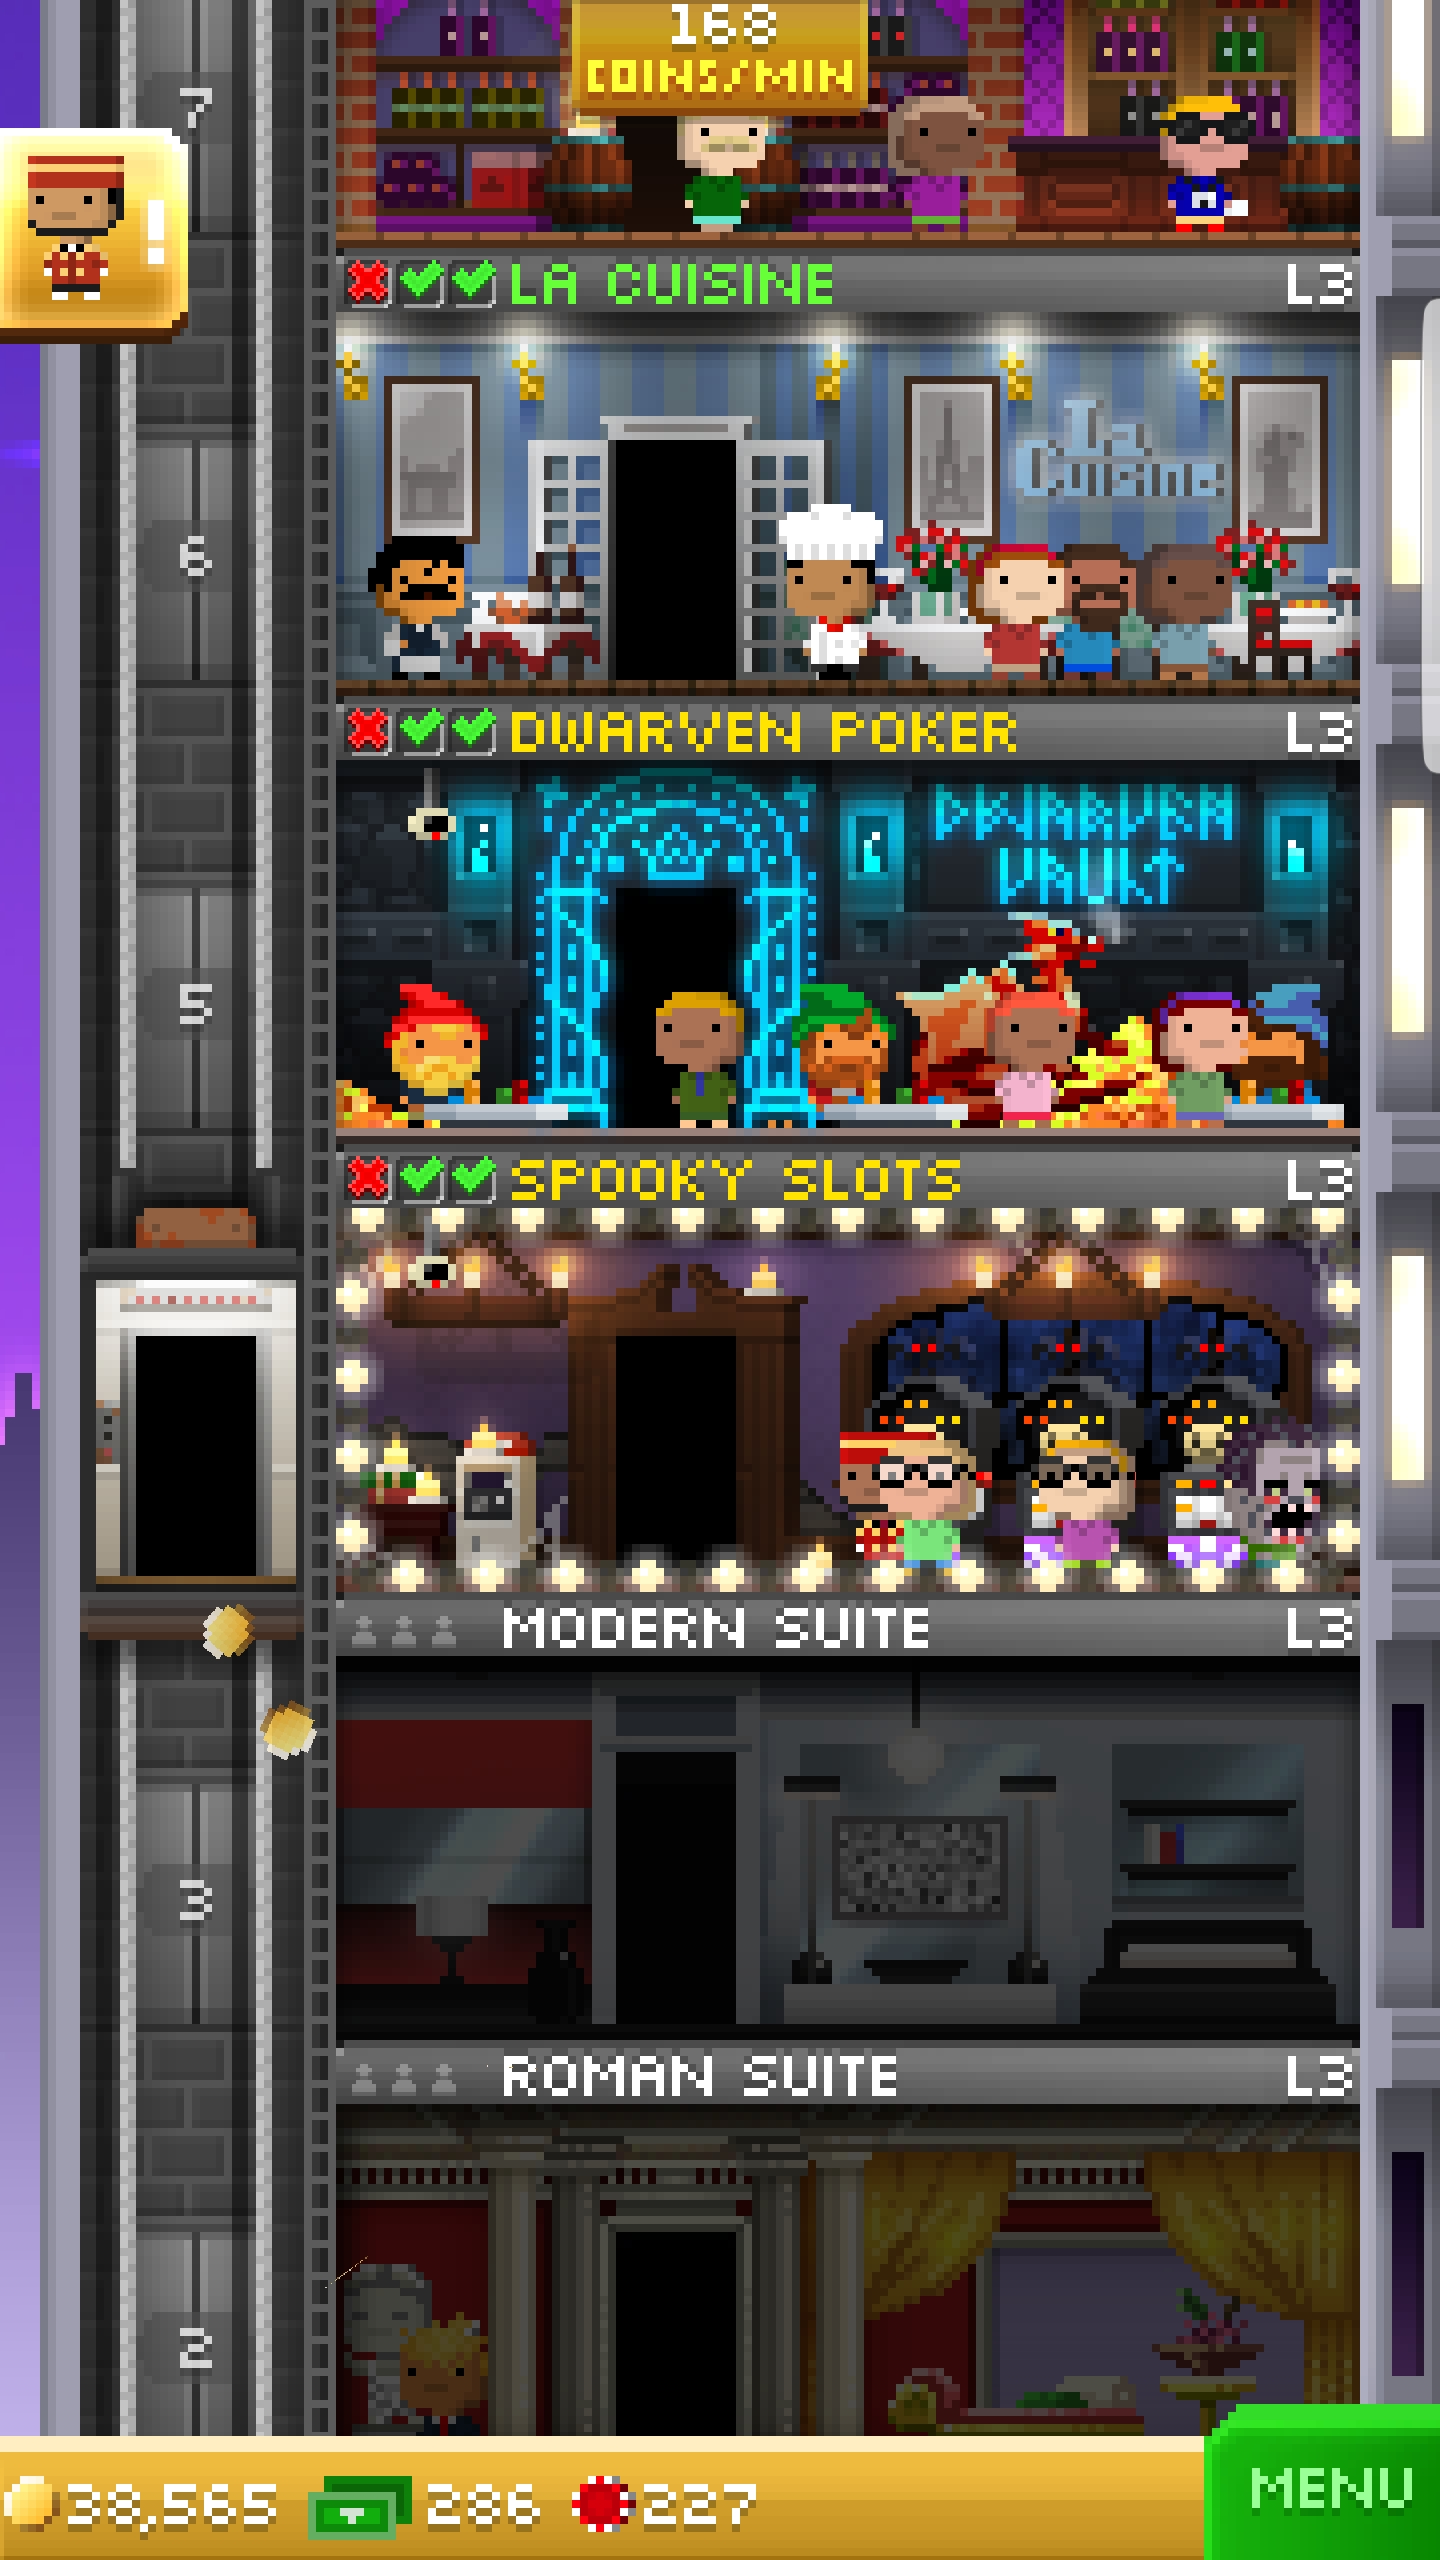 168
COINS/MIN
7
!
LA CUISINE L3
La
Cuisine
6
DWARVEN POKER L3
DWARVEN
VAULT
5
SPOOKY SLOTS L3
MODERN SUITE L3
3
ROMAN SUITE L3
2
38,565 286 227
MENU